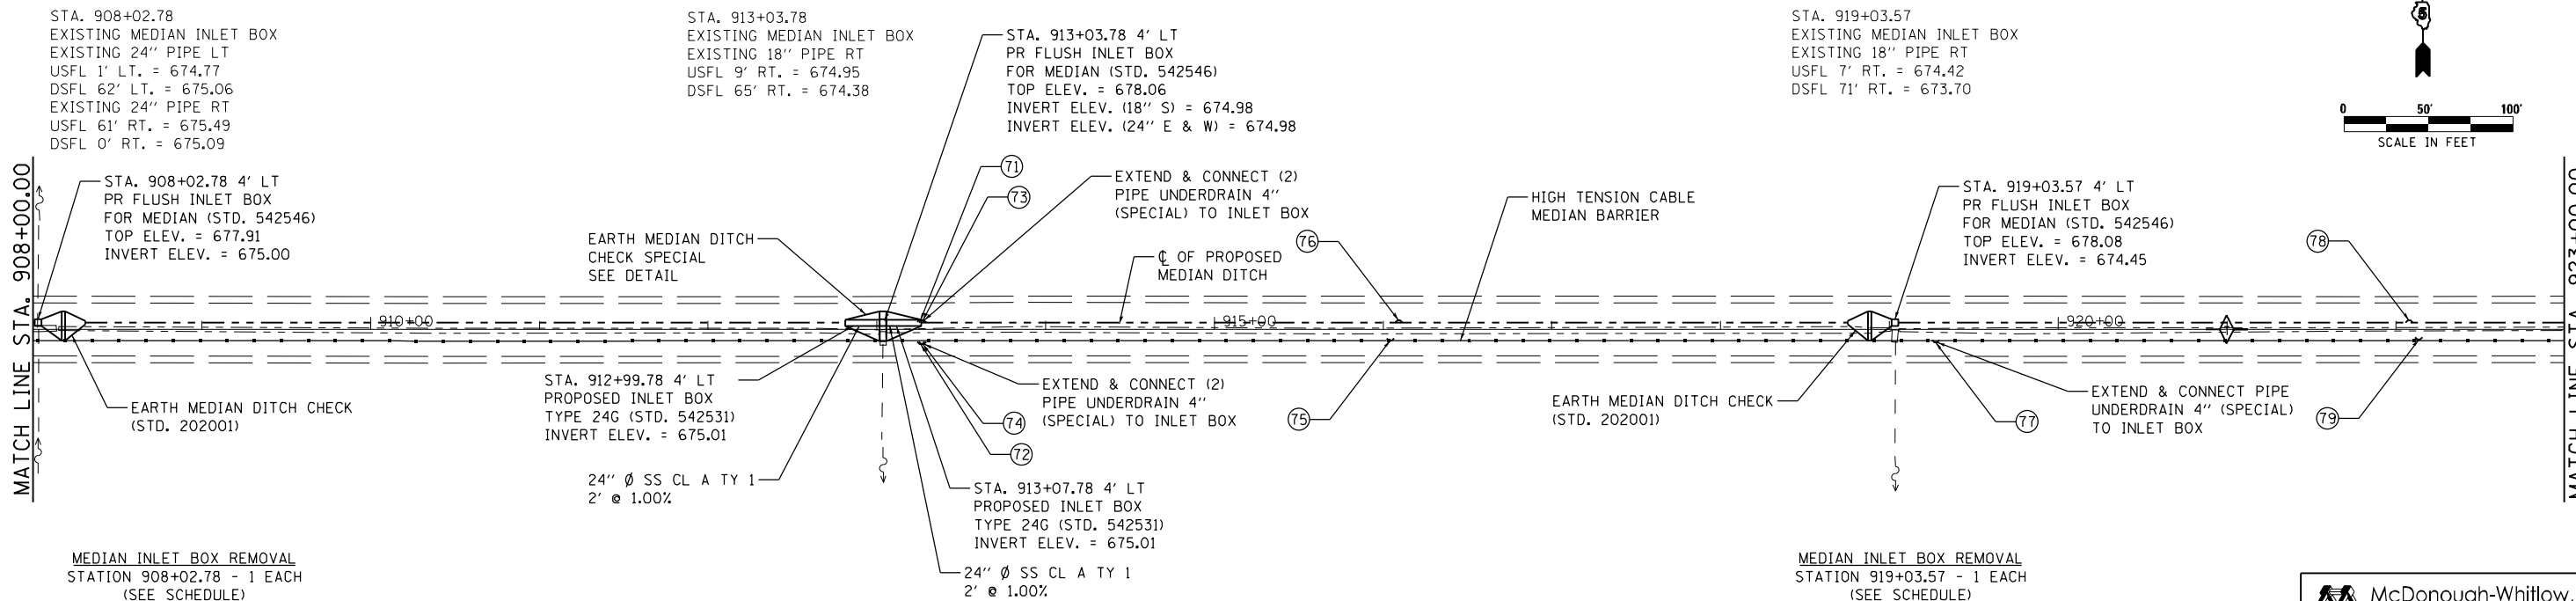 STA. 908+02.78
EXISTING MEDIAN INLET BOX
EXISTING 24'' PIPE LT
USFL 1' LT. = 674.77
DSFL 62' LT. = 675.06
EXISTING 24'' PIPE RT
USFL 61' RT. = 675.49
DSFL 0' RT. = 675.09
STA. 913+03.78
EXISTING MEDIAN INLET BOX
EXISTING 18'' PIPE RT
USFL 9' RT. = 674.95
DSFL 65' RT. = 674.38
STA. 913+03.78 4' LT
PR FLUSH INLET BOX
FOR MEDIAN (STD. 542546)
TOP ELEV. = 678.06
INVERT ELEV. (18'' S) = 674.98
INVERT ELEV. (24'' E & W) = 674.98
STA. 919+03.57
EXISTING MEDIAN INLET BOX
EXISTING 18'' PIPE RT
USFL 7' RT. = 674.42
DSFL 71' RT. = 673.70
5
0 50' 100'
SCALE IN FEET
MATCH LINE STA. 908+00.00
STA. 908+02.78 4' LT
PR FLUSH INLET BOX
FOR MEDIAN (STD. 542546)
TOP ELEV. = 677.91
INVERT ELEV. = 675.00
EARTH MEDIAN DITCH
CHECK SPECIAL
SEE DETAIL
71
73
EXTEND & CONNECT (2)
PIPE UNDERDRAIN 4''
(SPECIAL) TO INLET BOX
℄ OF PROPOSED
MEDIAN DITCH
76
HIGH TENSION CABLE
MEDIAN BARRIER
STA. 919+03.57 4' LT
PR FLUSH INLET BOX
FOR MEDIAN (STD. 542546)
TOP ELEV. = 678.08
INVERT ELEV. = 674.45
78
910+00
915+00
920+00
EARTH MEDIAN DITCH CHECK
(STD. 202001)
STA. 912+99.78 4' LT
PROPOSED INLET BOX
TYPE 24G (STD. 542531)
INVERT ELEV. = 675.01
24'' Ø SS CL A TY 1
2' @ 1.00%
EXTEND & CONNECT (2)
PIPE UNDERDRAIN 4''
(SPECIAL) TO INLET BOX
74
72
75
STA. 913+07.78 4' LT
PROPOSED INLET BOX
TYPE 24G (STD. 542531)
INVERT ELEV. = 675.01
24'' Ø SS CL A TY 1
2' @ 1.00%
EARTH MEDIAN DITCH CHECK
(STD. 202001)
77
EXTEND & CONNECT PIPE
UNDERDRAIN 4'' (SPECIAL)
TO INLET BOX
79
MEDIAN INLET BOX REMOVAL
STATION 908+02.78 - 1 EACH
(SEE SCHEDULE)
MEDIAN INLET BOX REMOVAL
STATION 919+03.57 - 1 EACH
(SEE SCHEDULE)
McDonough-Whitlow,